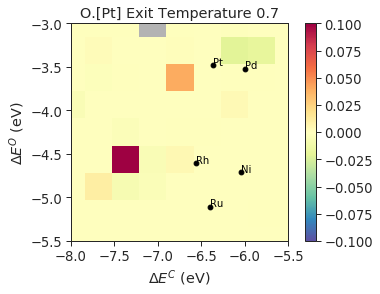 O.[Pt] Exit Temperature 0.7
−3.0
−3.5
−4.0
−4.5
−5.0
−5.5
ΔE^O (eV)
Pt
Pd
Rh
Ni
Ru
−8.0 −7.5 −7.0 −6.5 −6.0 −5.5
ΔE^C (eV)
0.100
0.075
0.050
0.025
0.000
−0.025
−0.050
−0.075
−0.100